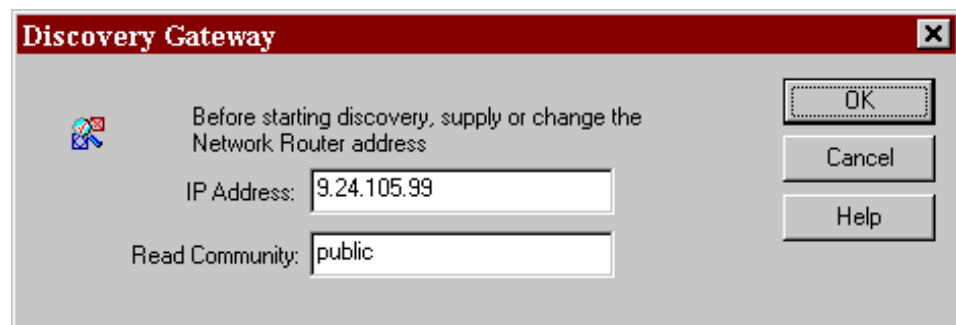 Discovery Gateway
Before starting discovery, supply or change the
Network Router address
IP Address: 9.24.105.99
Read Community: public
OK
Cancel
Help